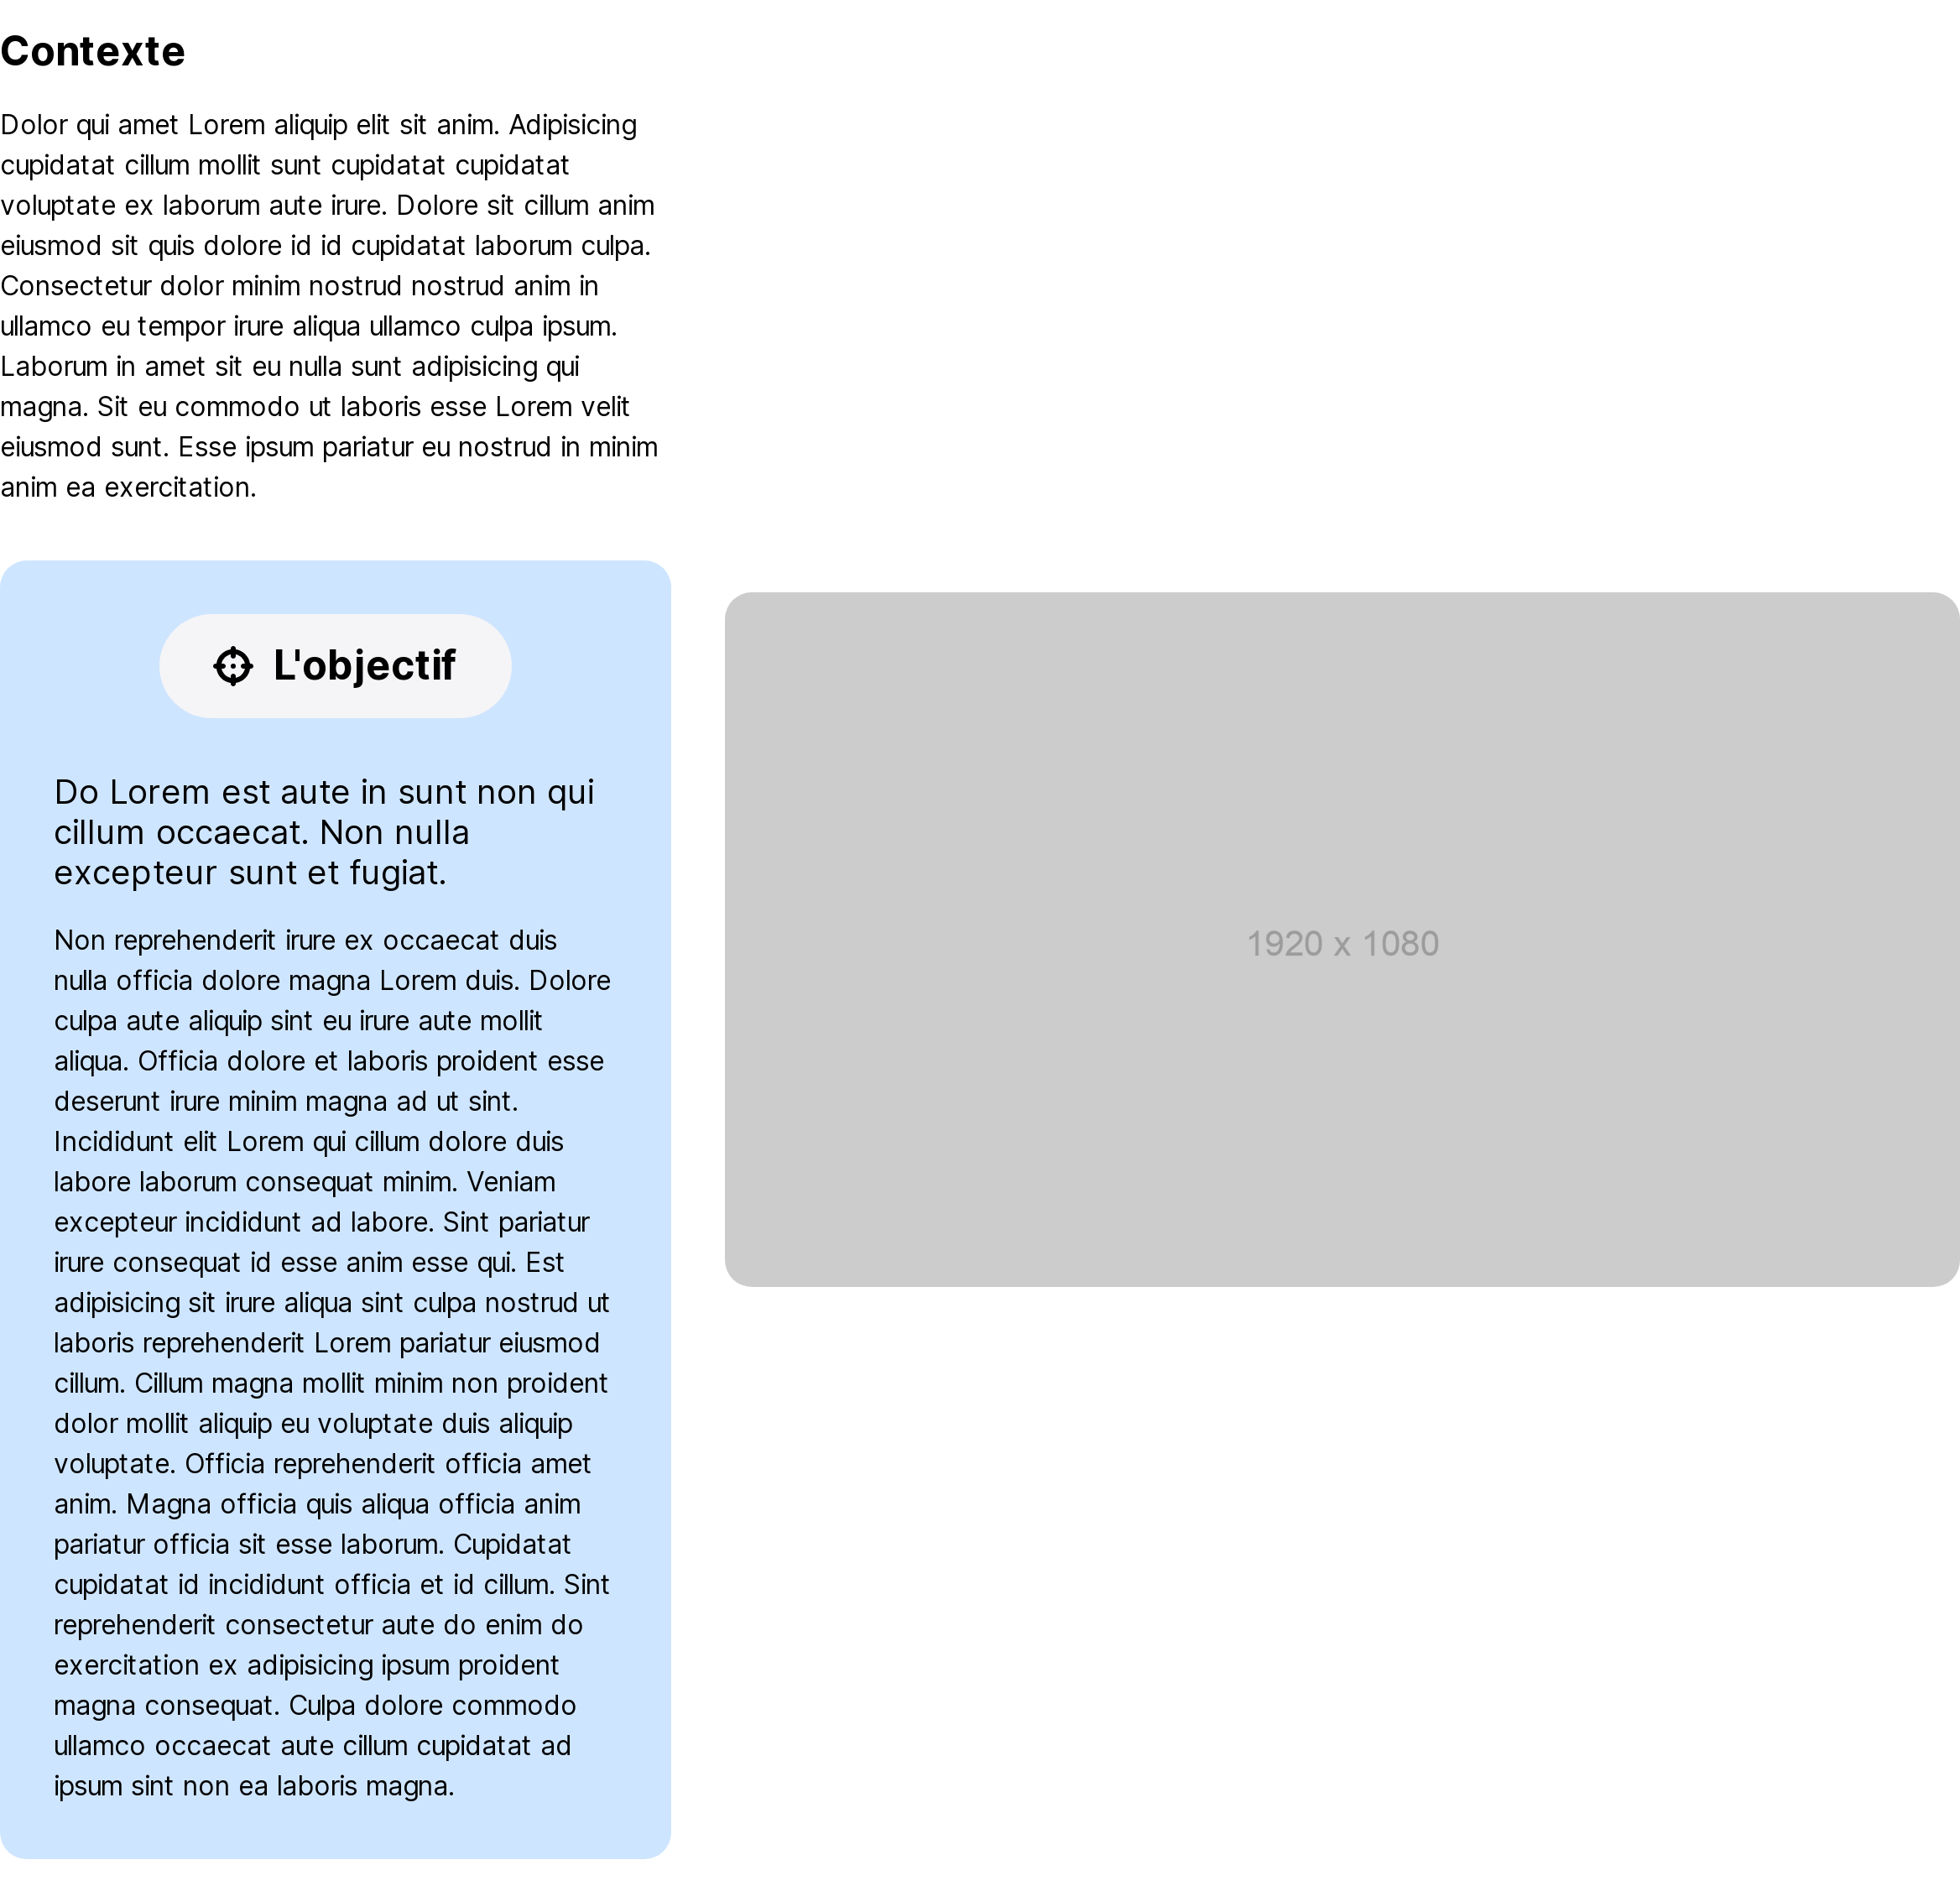 Contexte
Dolor qui amet Lorem aliquip elit sit anim. Adipisicing
cupidatat cillum mollit sunt cupidatat cupidatat
voluptate ex laborum aute irure. Dolore sit cillum anim
eiusmod sit quis dolore id id cupidatat laborum culpa.
Consectetur dolor minim nostrud nostrud anim in
ullamco eu tempor irure aliqua ullamco culpa ipsum.
Laborum in amet sit eu nulla sunt adipisicing qui
magna. Sit eu commodo ut laboris esse Lorem velit
eiusmod sunt. Esse ipsum pariatur eu nostrud in minim
anim ea exercitation.
L'objectif
Do Lorem est aute in sunt non qui
cillum occaecat. Non nulla
excepteur sunt et fugiat.
Non reprehenderit irure ex occaecat duis
nulla officia dolore magna Lorem duis. Dolore
culpa aute aliquip sint eu irure aute mollit
aliqua. Officia dolore et laboris proident esse
deserunt irure minim magna ad ut sint.
Incididunt elit Lorem qui cillum dolore duis
labore laborum consequat minim. Veniam
excepteur incididunt ad labore. Sint pariatur
irure consequat id esse anim esse qui. Est
adipisicing sit irure aliqua sint culpa nostrud ut
laboris reprehenderit Lorem pariatur eiusmod
cillum. Cillum magna mollit minim non proident
dolor mollit aliquip eu voluptate duis aliquip
voluptate. Officia reprehenderit officia amet
anim. Magna officia quis aliqua officia anim
pariatur officia sit esse laborum. Cupidatat
cupidatat id incididunt officia et id cillum. Sint
reprehenderit consectetur aute do enim do
exercitation ex adipisicing ipsum proident
magna consequat. Culpa dolore commodo
ullamco occaecat aute cillum cupidatat ad
ipsum sint non ea laboris magna.
1920 x 1080